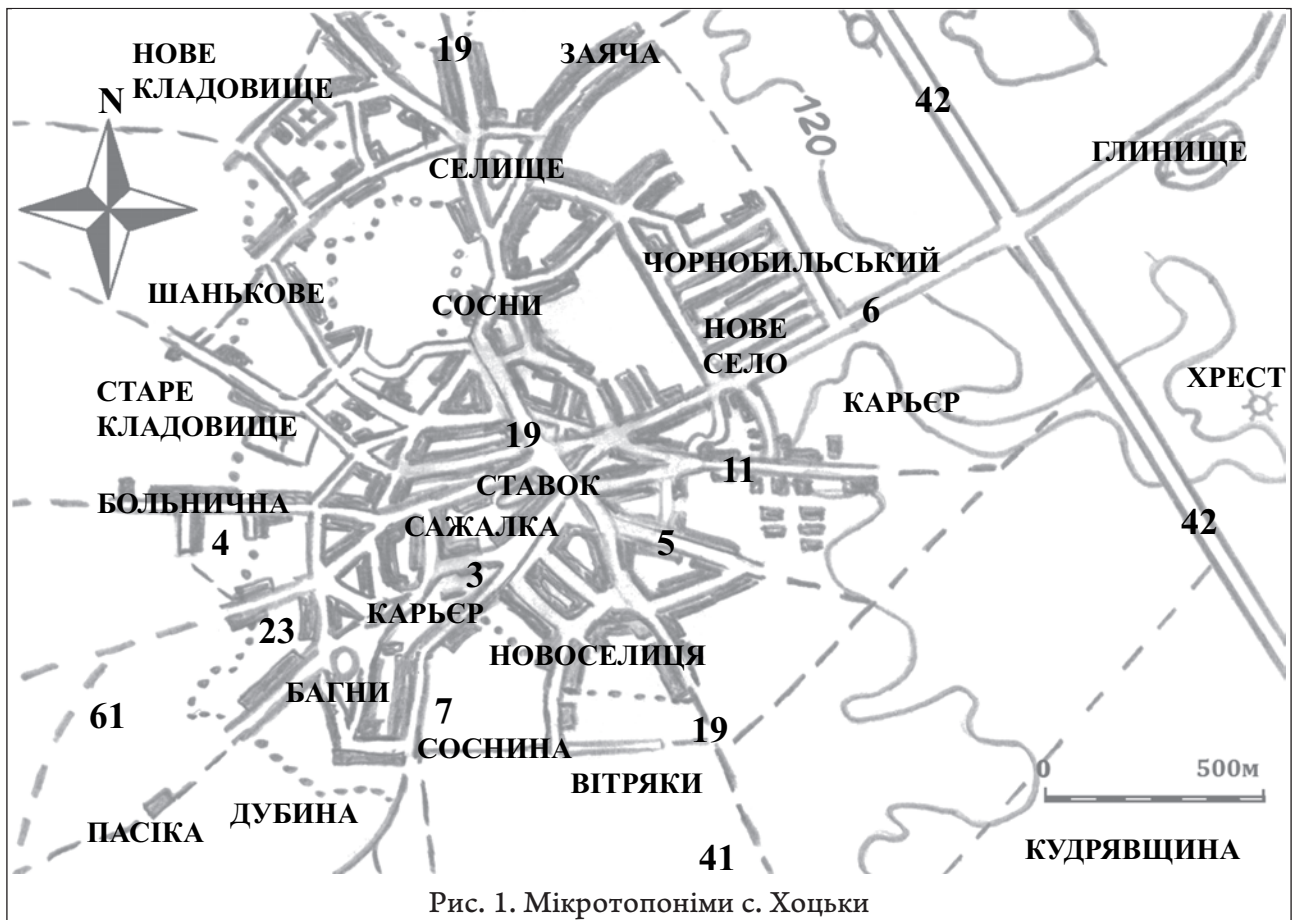 19
НОВЕ
КЛАДОВИЩЕ
ЗАЯЧА
N
42
120
ГЛИНИЩЕ
СЕЛИЩЕ
ЧОРНОБИЛЬСЬКИЙ
ШАНЬКОВЕ
СОСНИ
6
НОВЕ
СЕЛО
СТАРЕ
КЛАДОВИЩЕ
ХРЕСТ
КАРЬЄР
19
11
СТАВОК
БОЛЬНИЧНА
САЖАЛКА
42
4
5
3
КАРЬЄР
23
НОВОСЕЛИЦЯ
БАГНИ
61
7
19
СОСНИНА
ВІТРЯКИ
0 500м
ДУБИНА
ПАСІКА
41
КУДРЯВЩИНА
Рис. 1. Мікротопоніми с. Хоцьки